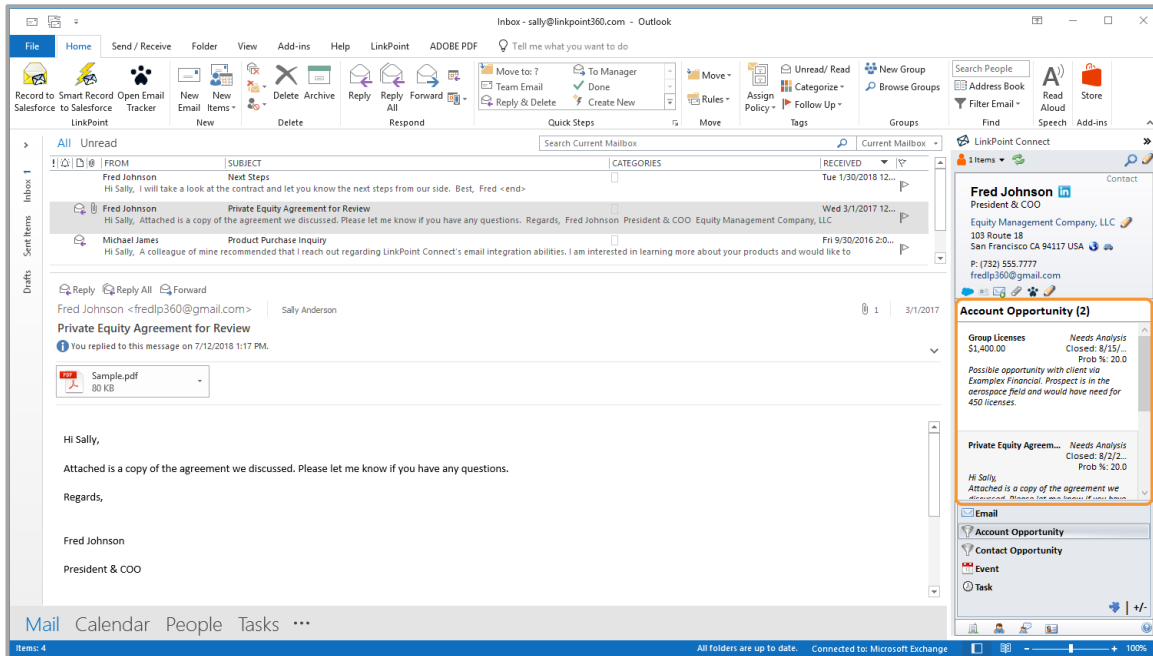 Inbox - sally@linkpoint360.com - Outlook
File Home Send / Receive Folder View Add-ins Help LinkPoint ADOBE PDF Tell me what you want to do
Record to Salesforce
Smart Record to Salesforce
Open Email Tracker
LinkPoint
New Email
New Items
New
Delete
Archive
Delete
Reply
Reply All
Forward
Respond
Move to: ?
Team Email
Reply & Delete
To Manager
Done
Create New
Quick Steps
Move
Rules
Move
Assign Policy
Unread/ Read
Categorize
Follow Up
Tags
New Group
Browse Groups
Groups
Search People
Address Book
Filter Email
Find
Read Aloud
Speech
Store
Add-ins
Inbox 1
Sent Items
Drafts
All Unread
Search Current Mailbox
Current Mailbox
FROM SUBJECT CATEGORIES RECEIVED
Fred Johnson Next Steps Tue 1/30/2018 12...
Hi Sally, I will take a look at the contract and let you know the next steps from our side. Best, Fred <end>
Fred Johnson Private Equity Agreement for Review Wed 3/1/2017 12...
Hi Sally, Attached is a copy of the agreement we discussed. Please let me know if you have any questions. Regards, Fred Johnson President & COO Equity Management Company, LLC
Michael James Product Purchase Inquiry Fri 9/30/2016 2:0...
Hi Sally, A colleague of mine recommended that I reach out regarding LinkPoint Connect's email integration abilities. I am interested in learning more about your products and would like to
Reply Reply All Forward
Fred Johnson <fredlp360@gmail.com> Sally Anderson 1 3/1/2017
Private Equity Agreement for Review
You replied to this message on 7/12/2018 1:17 PM.
PDF
Sample.pdf
80 KB
Hi Sally,
Attached is a copy of the agreement we discussed. Please let me know if you have any questions.
Regards,
Fred Johnson
President & COO
LinkPoint Connect
1 Items
Contact
Fred Johnson in
President & COO
Equity Management Company, LLC
103 Route 18
San Francisco CA 94117 USA
P: (732) 555.7777
fredlp360@gmail.com
Account Opportunity (2)
Group Licenses Needs Analysis
$1,400.00 Closed: 8/15/...
Prob %: 20.0
Possible opportunity with client via
Examplex Financial. Prospect is in the
aerospace field and would have need for
450 licenses.
Private Equity Agreem... Needs Analysis
Closed: 8/2/2...
Prob %: 20.0
Hi Sally,
Attached is a copy of the agreement we
discussed. Please let me know if you have
Email
Account Opportunity
Contact Opportunity
Event
Task
+/-
Mail Calendar People Tasks •••
Items: 4 All folders are up to date. Connected to: Microsoft Exchange - + 100%